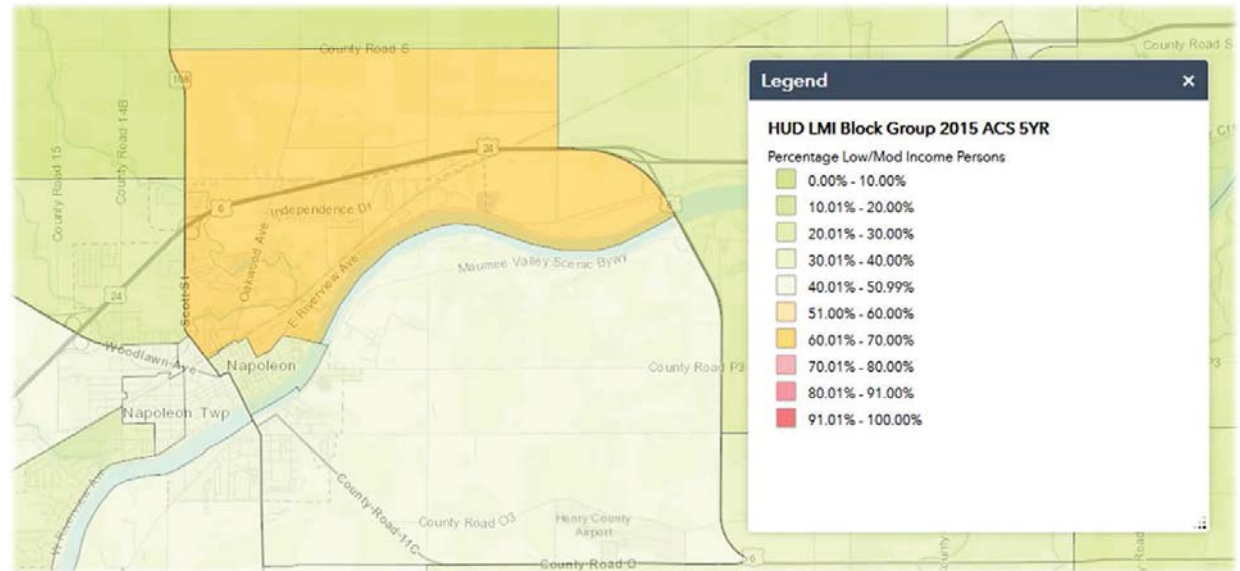 County Road S
County Road S
108
Legend
×
HUD LMI Block Group 2015 ACS 5YR
Percentage Low/Mod Income Persons
0.00% - 10.00%
10.01% - 20.00%
20.01% - 30.00%
30.01% - 40.00%
40.01% - 50.99%
51.00% - 60.00%
60.01% - 70.00%
70.01% - 80.00%
80.01% - 91.00%
91.01% - 100.00%
County Road 14B
County Road 15
24
6
Independence Dr
6
Oakwood Ave
E Riverview Ave
Maumee Valley Scenic Bywy
24
Scott St
Woodlawn Ave
Napoleon
County Road P3
Napoleon Twp
W Riverview Av
County Road 11C
County Road O3
Henry County
Airport
County Road O
6